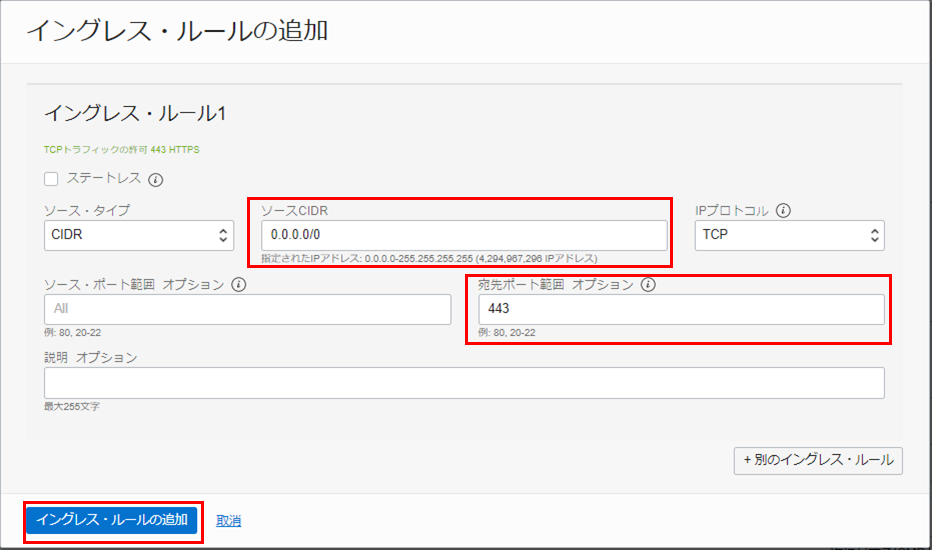 イングレス・ルールの追加
イングレス・ルール1
TCPトラフィックの許可 443 HTTPS
ステートレス
ソース・タイプ
ソースCIDR
IPプロトコル
CIDR
0.0.0.0/0
TCP
指定されたIPアドレス: 0.0.0.0-255.255.255.255 (4,294,967,296 IPアドレス)
ソース・ポート範囲 オプション
宛先ポート範囲 オプション
All
443
例: 80, 20-22
例: 80, 20-22
説明 オプション
最大255文字
+ 別のイングレス・ルール
イングレス・ルールの追加
取消